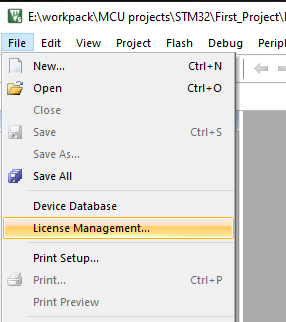 E:\workpack\MCU projects\STM32\First_Project\
File Edit View Project Flash Debug Periph
New... Ctrl+N
Open Ctrl+O
Close
Save Ctrl+S
Save As...
Save All
Device Database
License Management...
Print Setup...
Print... Ctrl+P
Print Preview